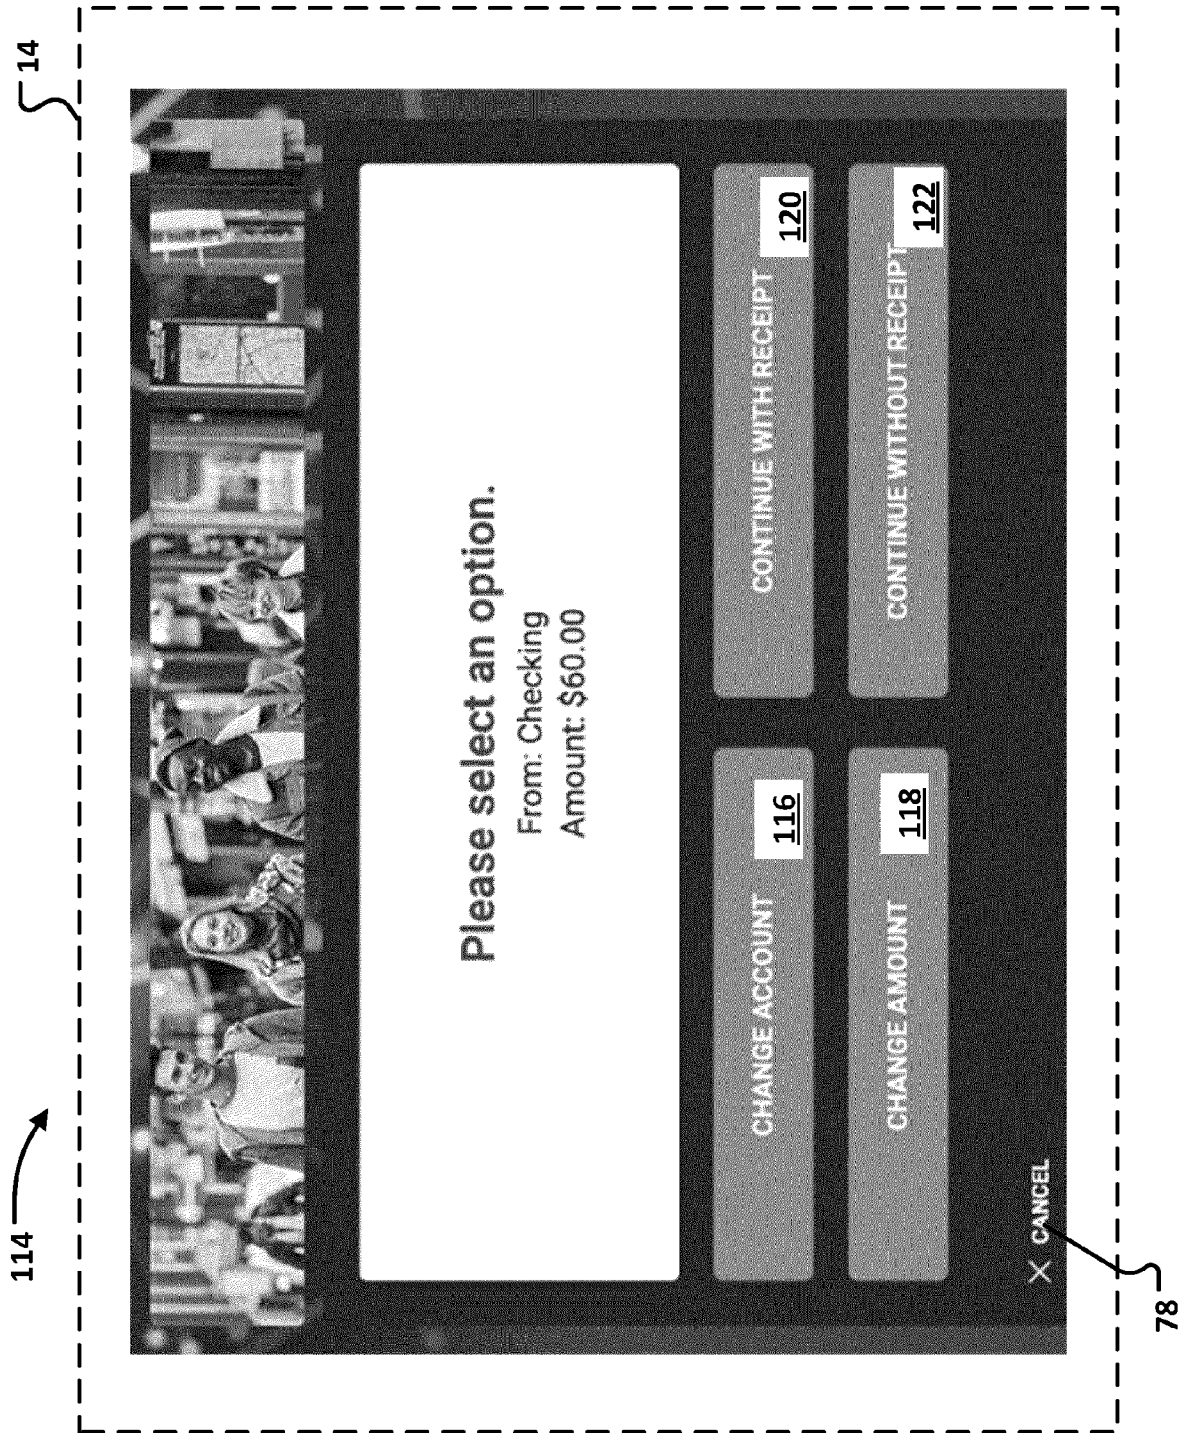 114
14
Please select an option.
From: Checking
Amount: $60.00
CHANGE ACCOUNT 116
CONTINUE WITH RECEIPT 120
CHANGE AMOUNT 118
CONTINUE WITHOUT RECEIPT 122
CANCEL
78